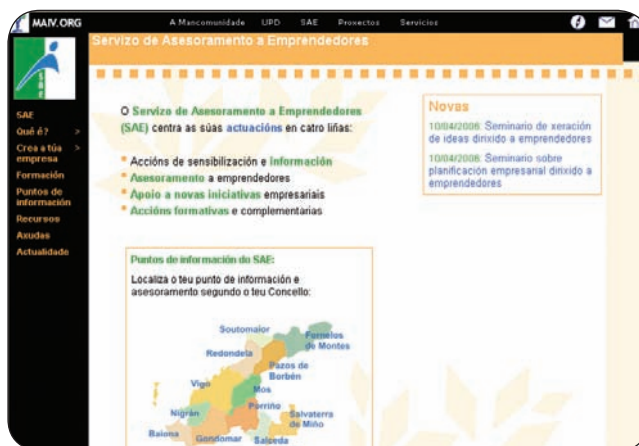 MAIV.ORG
A Mancomunidade UPD SAE Proxectos Servicios
Servizo de Asesoramento a Emprendedores
SAE
SAE
Qué é? >
Crea a túa >
empresa
Formación
Puntos de
información
Recursos
Axudas
Actualidade
O Servizo de Asesoramento a Emprendedores
(SAE) centra as súas actuacións en catro liñas:
Accións de sensibilización e información
Asesoramento a emprendedores
Apoio a novas iniciativas empresariais
Accións formativas e complementarias
Novas
10/04/2006: Seminario de xeración
de ideas dirixido a emprendedores
10/04/2006: Seminario sobre
planificación empresarial dirixido a
emprendedores
Puntos de información do SAE:
Localiza o teu punto de información e
asesoramento segundo o teu Concello:
Soutomaior
Fornelos
de Montes
Redondela
Pazos de
Borbén
Vigo
Mos
Nigrán
Porriño
Salvaterra
de Miño
Baiona
Gondomar
Salceda